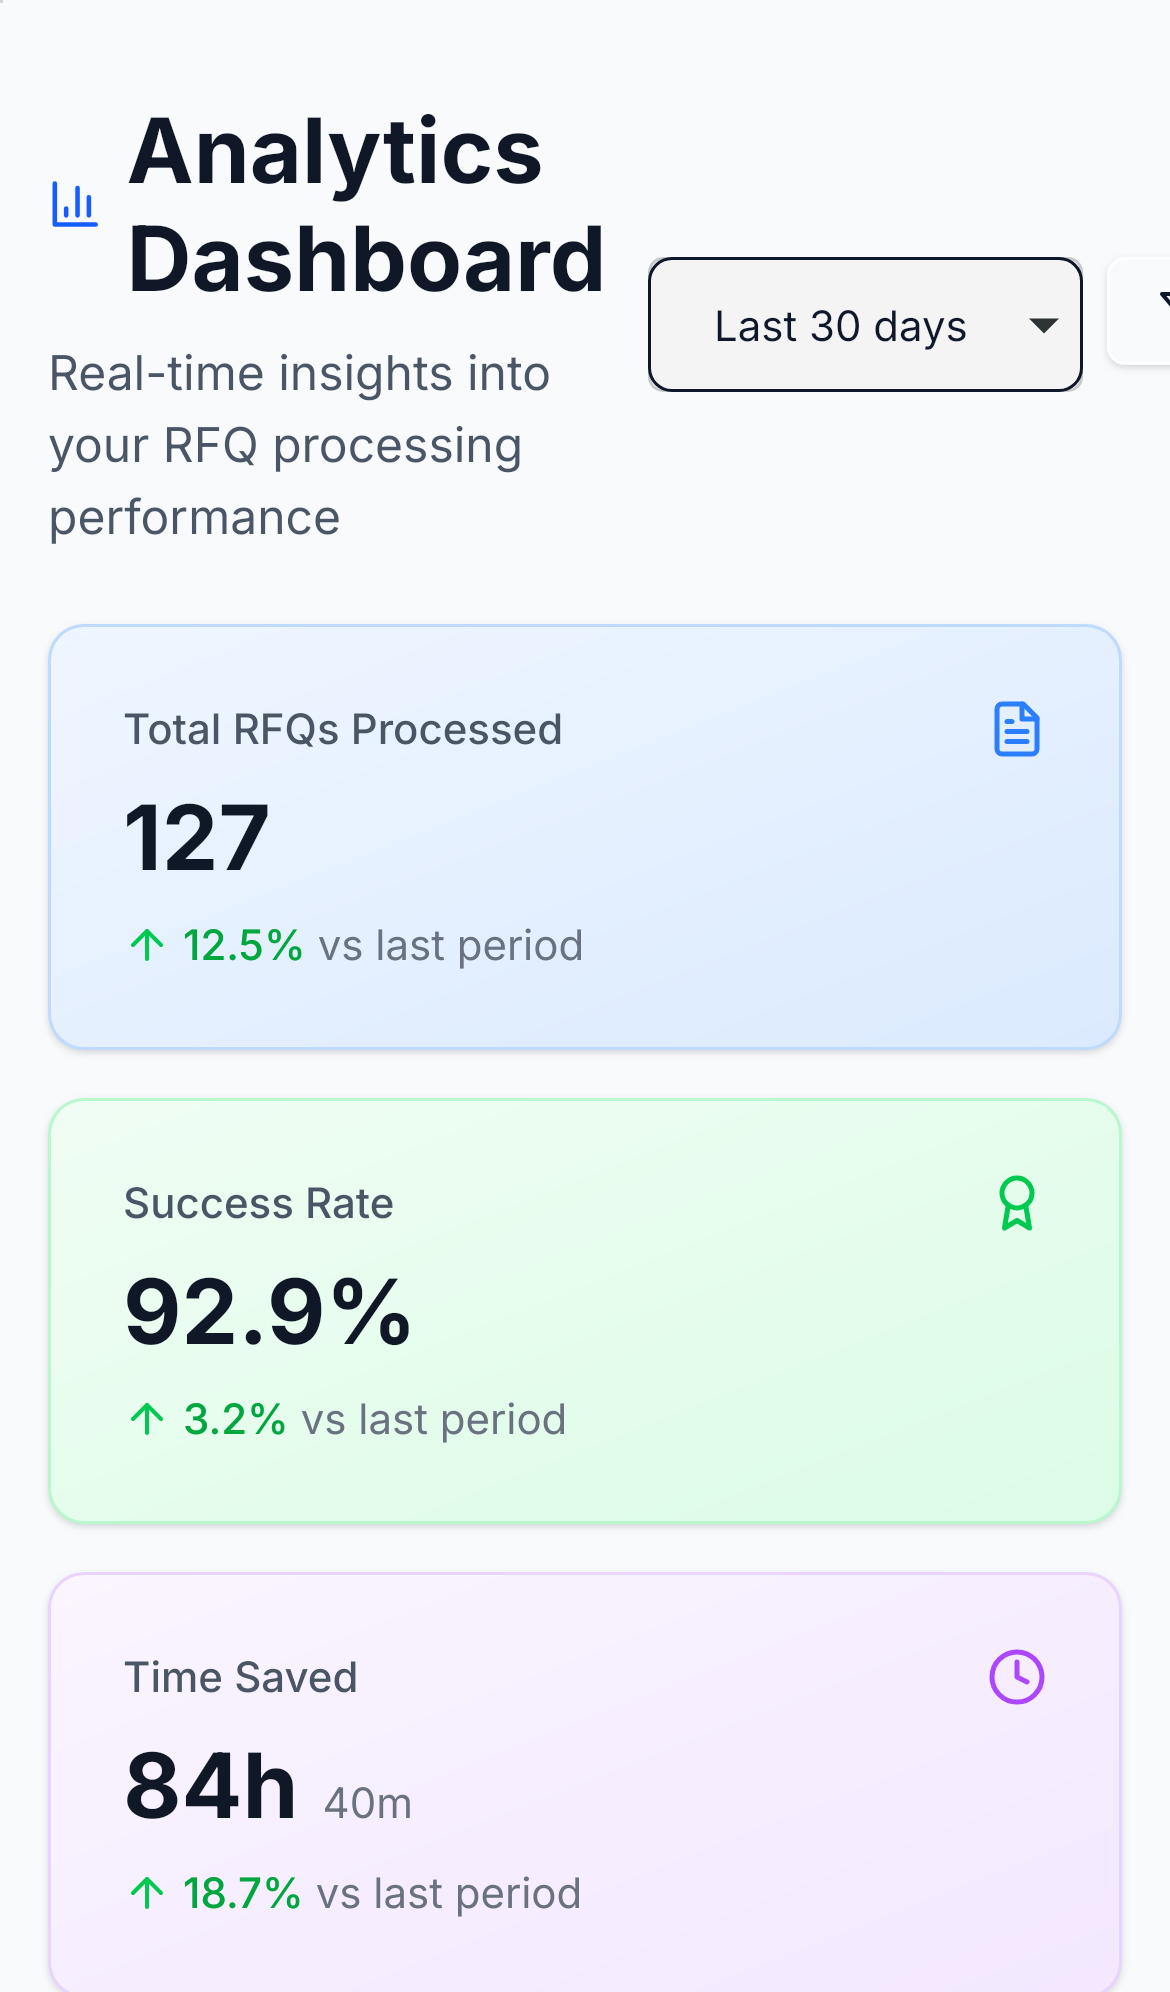 Analytics
Dashboard
Real-time insights into
your RFQ processing
performance
Last 30 days
Total RFQs Processed
127
12.5% vs last period
Success Rate
92.9%
3.2% vs last period
Time Saved
84h 40m
18.7% vs last period